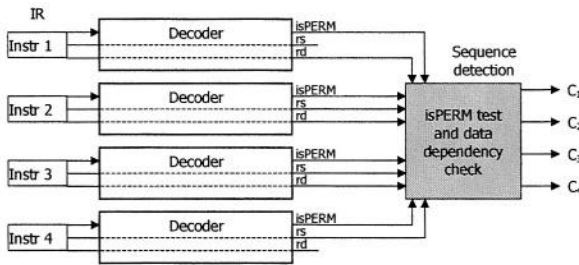 IR
Instr 1
Decoder
isPERM
rs
rd
Instr 2
Decoder
isPERM
rs
rd
Instr 3
Decoder
isPERM
rs
rd
Instr 4
Decoder
isPERM
rs
rd
Sequence
detection
isPERM test
and data
dependency
check
C₁
C₂
C₃